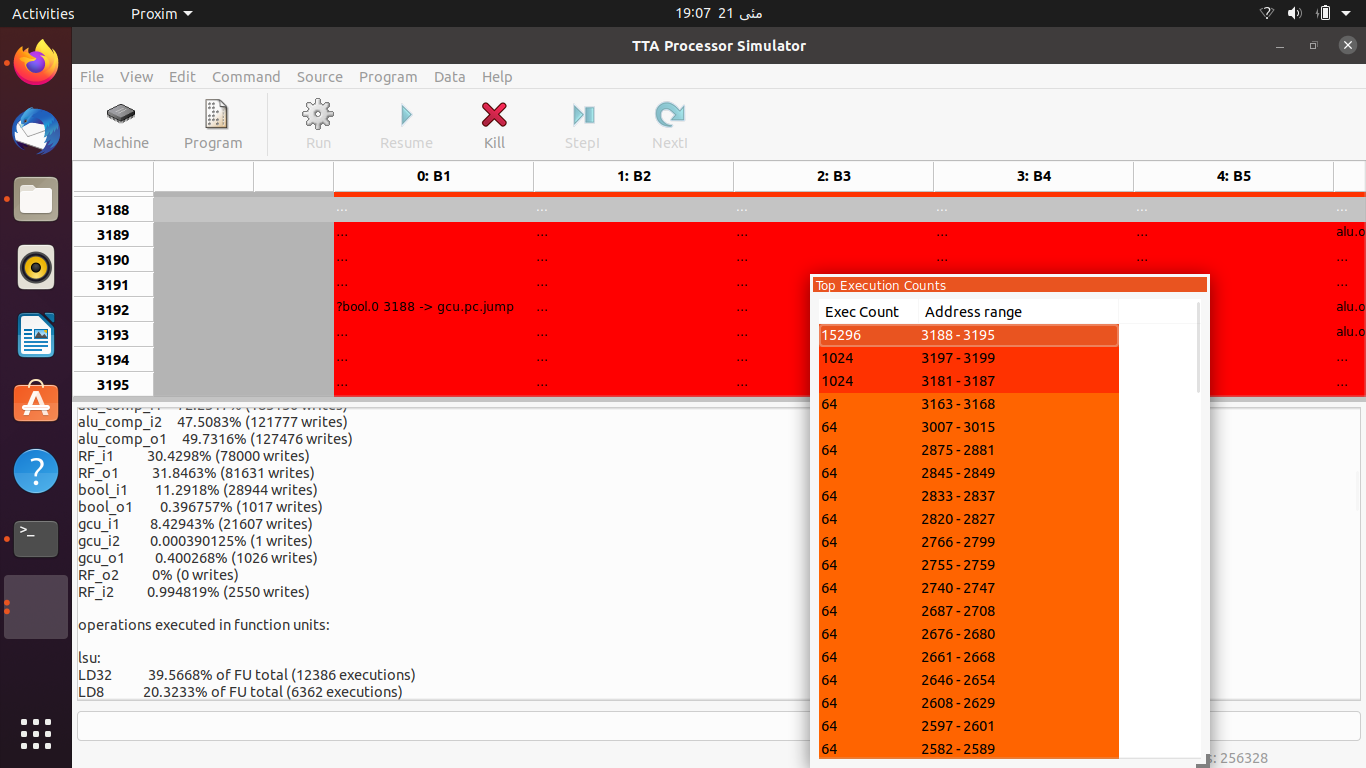 Activities Proxim 19:07 21 مئی
TTA Processor Simulator
File View Edit Command Source Program Data Help
Machine Program Run Resume Kill StepI NextI
0: B1 1: B2 2: B3 3: B4 4: B5
3188 ... ... ... ... ... ...
3189 ... ... ... ... ... alu.o
3190 ... ... ... ... ... ...
3191 ... ... ... ... ...
3192 ?bool.0 3188 -> gcu.pc.jump ... ... alu.o
3193 ... ... ... alu.o
3194 ... ... ... ...
3195 ... ... ... ...
Top Execution Counts
Exec Count Address range
15296 3188 - 3195
1024 3197 - 3199
1024 3181 - 3187
64 3163 - 3168
64 3007 - 3015
64 2875 - 2881
64 2845 - 2849
64 2833 - 2837
64 2820 - 2827
64 2766 - 2799
64 2755 - 2759
64 2740 - 2747
64 2687 - 2708
64 2676 - 2680
64 2661 - 2668
64 2646 - 2654
64 2608 - 2629
64 2597 - 2601
64 2582 - 2589
alu_comp_i2 47.5083% (121777 writes)
alu_comp_o1 49.7316% (127476 writes)
RF_i1 30.4298% (78000 writes)
RF_o1 31.8463% (81631 writes)
bool_i1 11.2918% (28944 writes)
bool_o1 0.396757% (1017 writes)
gcu_i1 8.42943% (21607 writes)
gcu_i2 0.000390125% (1 writes)
gcu_o1 0.400268% (1026 writes)
RF_o2 0% (0 writes)
RF_i2 0.994819% (2550 writes)
operations executed in function units:
lsu:
LD32 39.5668% of FU total (12386 executions)
LD8 20.3233% of FU total (6362 executions)
s: 256328